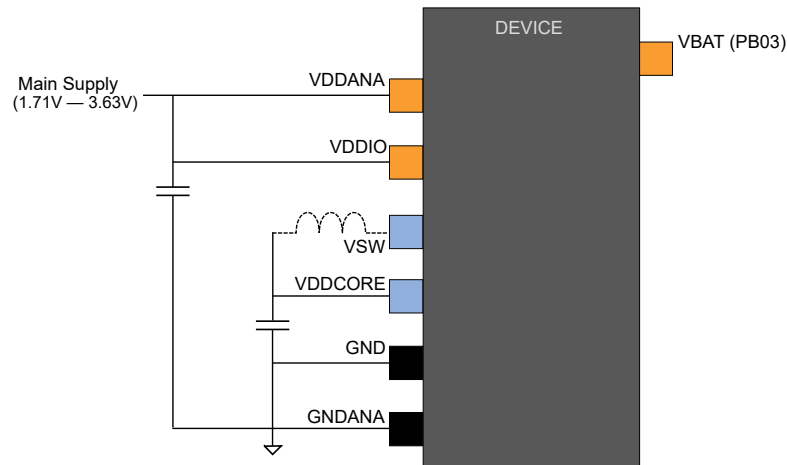 DEVICE
VBAT (PB03)
VDDANA
Main Supply
(1.71V — 3.63V)
VDDIO
VSW
VDDCORE
GND
GNDANA